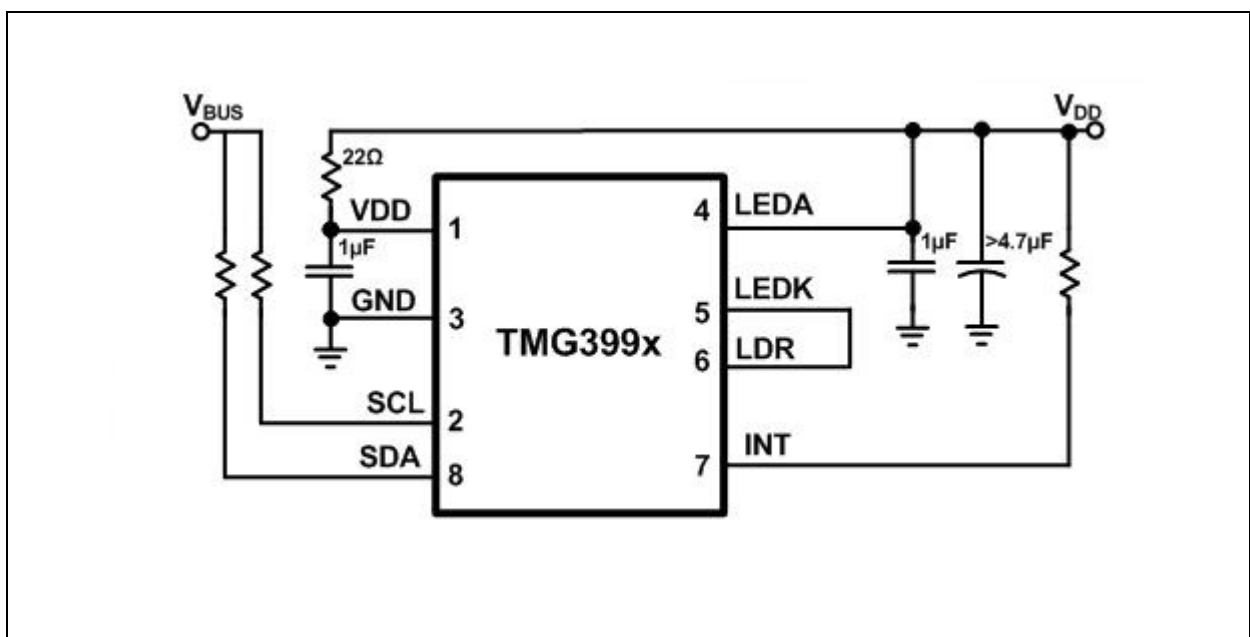 VBUS
VDD
22Ω
VDD
1
4
LEDA
1µF
1µF
>4.7µF
GND
3
LEDK
5
TMG399x
6
LDR
SCL
2
SDA
8
7
INT